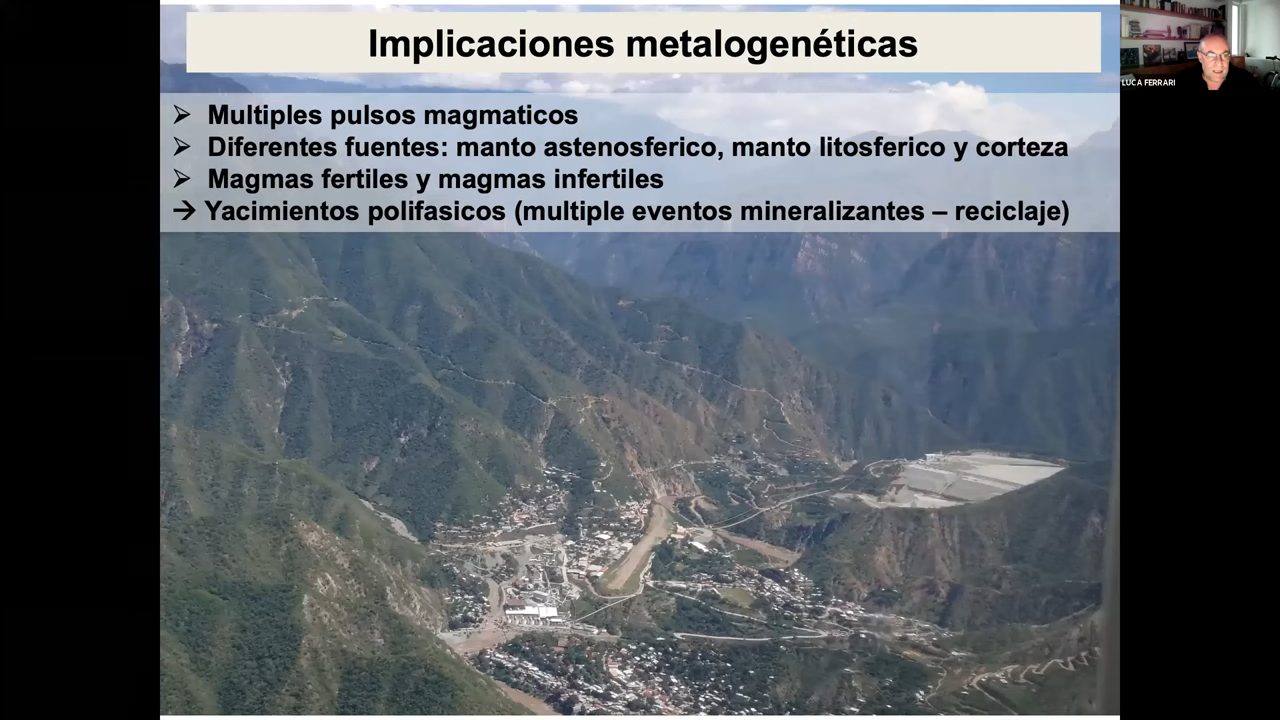 Implicaciones metalogenéticas
LUCA FERRARI
➢ Multiples pulsos magmaticos
➢ Diferentes fuentes: manto astenosferico, manto litosferico y corteza
➢ Magmas fertiles y magmas infertiles
→ Yacimientos polifasicos (multiple eventos mineralizantes – reciclaje)